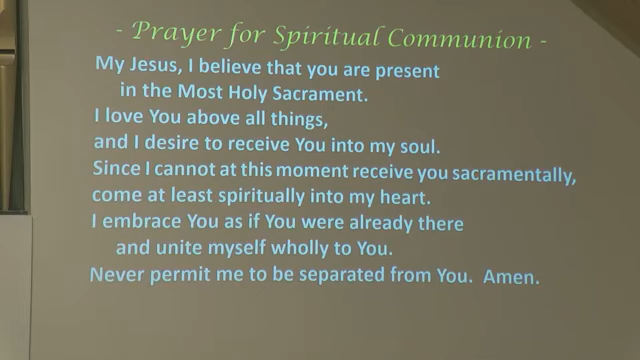 - Prayer for Spiritual Communion -
My Jesus, I believe that you are present
in the Most Holy Sacrament.
I love You above all things,
and I desire to receive You into my soul.
Since I cannot at this moment receive you sacramentally,
come at least spiritually into my heart.
I embrace You as if You were already there
and unite myself wholly to You.
Never permit me to be separated from You.  Amen.